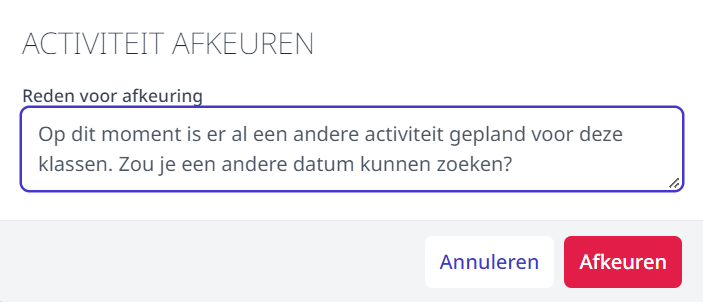 ACTIVITEIT AFKEUREN
Reden voor afkeuring
Op dit moment is er al een andere activiteit gepland voor deze
klassen. Zou je een andere datum kunnen zoeken?
Annuleren
Afkeuren